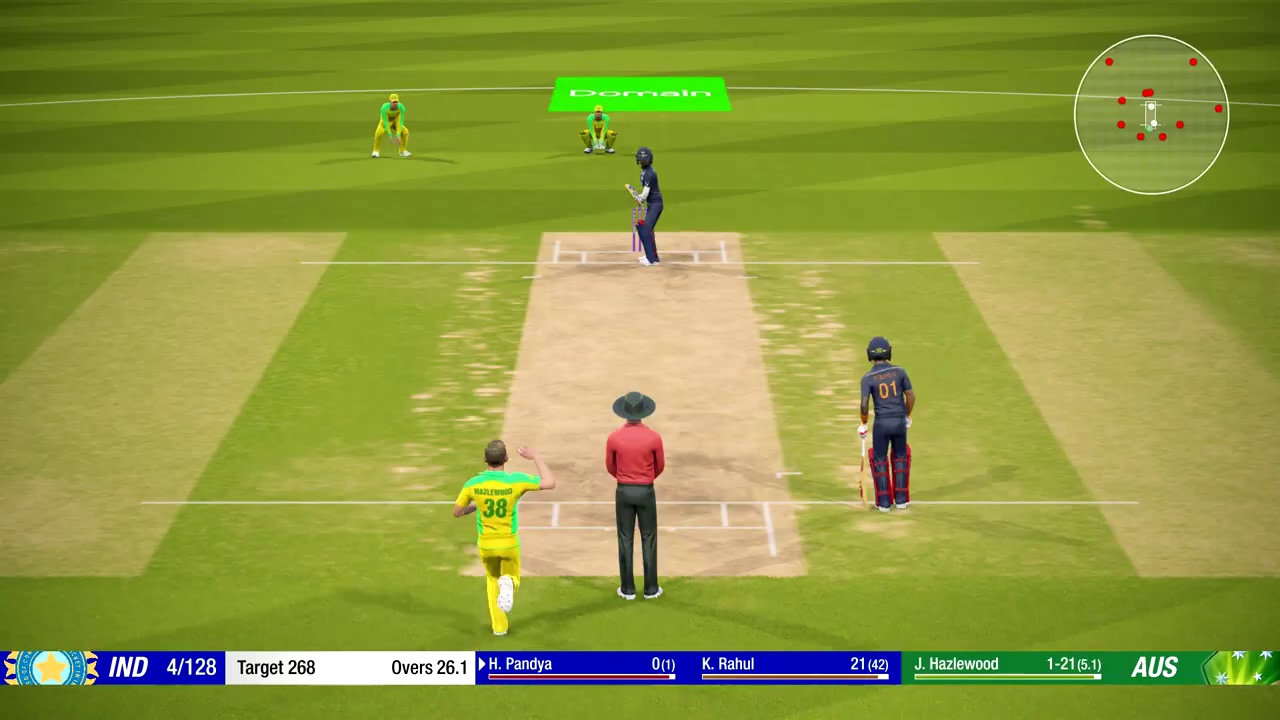 Domain
01
HAZLEWOOD
38
IND 4/128 Target 268 Overs 26.1 H. Pandya 0(1) K. Rahul 21(42) J. Hazlewood 1-21(5.1) AUS